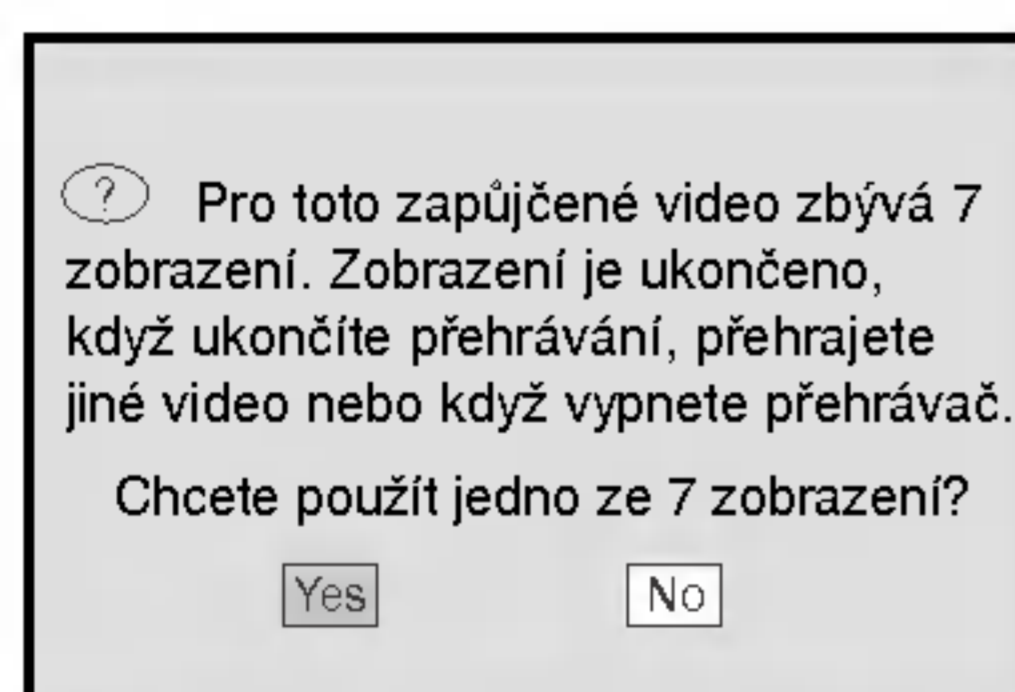 ? Pro toto zapůjčené video zbývá 7
zobrazení. Zobrazení je ukončeno,
když ukončíte přehrávání, přehrajete
jiné video nebo když vypnete přehrávač.
Chcete použít jedno ze 7 zobrazení?
Yes No